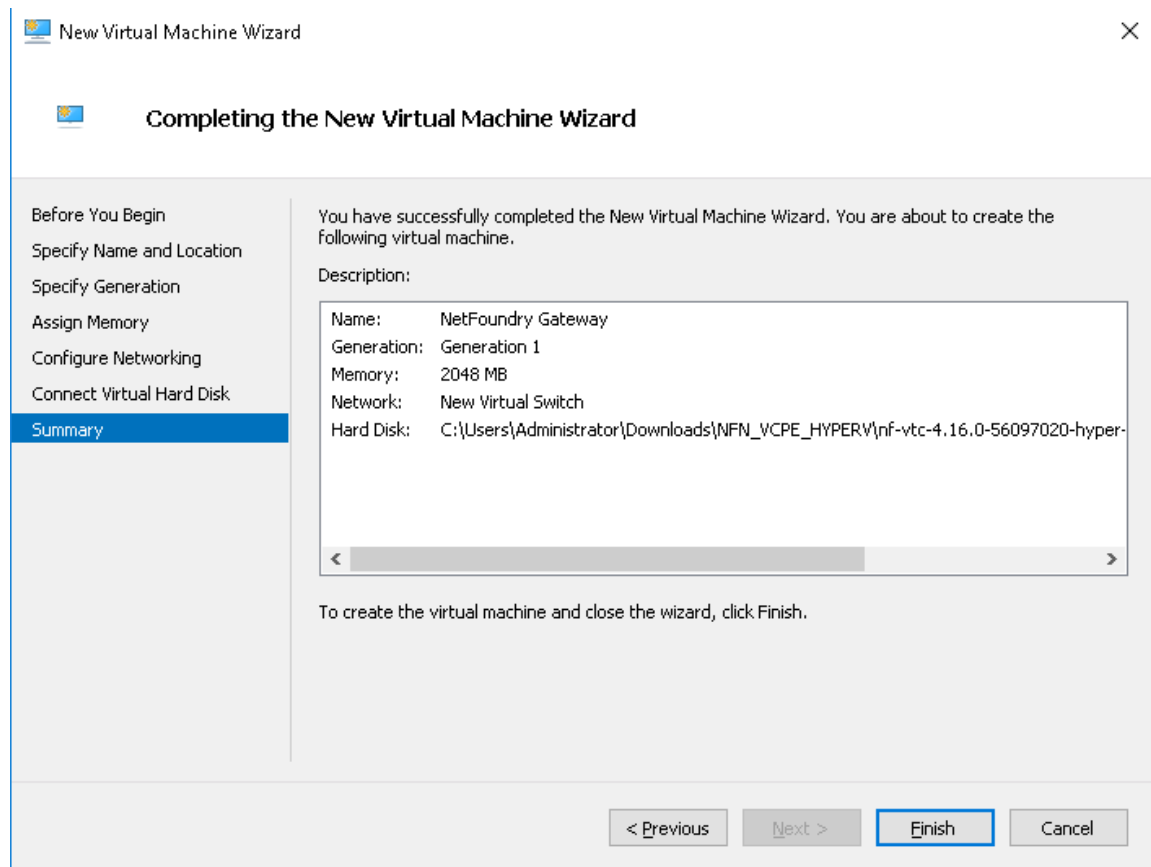 New Virtual Machine Wizard
Completing the New Virtual Machine Wizard
Before You Begin
Specify Name and Location
Specify Generation
Assign Memory
Configure Networking
Connect Virtual Hard Disk
Summary
You have successfully completed the New Virtual Machine Wizard. You are about to create the
following virtual machine.
Description:
Name: NetFoundry Gateway
Generation: Generation 1
Memory: 2048 MB
Network: New Virtual Switch
Hard Disk: C:\Users\Administrator\Downloads\NFN_VCPE_HYPERV\nf-vtc-4.16.0-56097020-hyper-
To create the virtual machine and close the wizard, click Finish.
< Previous
Next >
Finish
Cancel